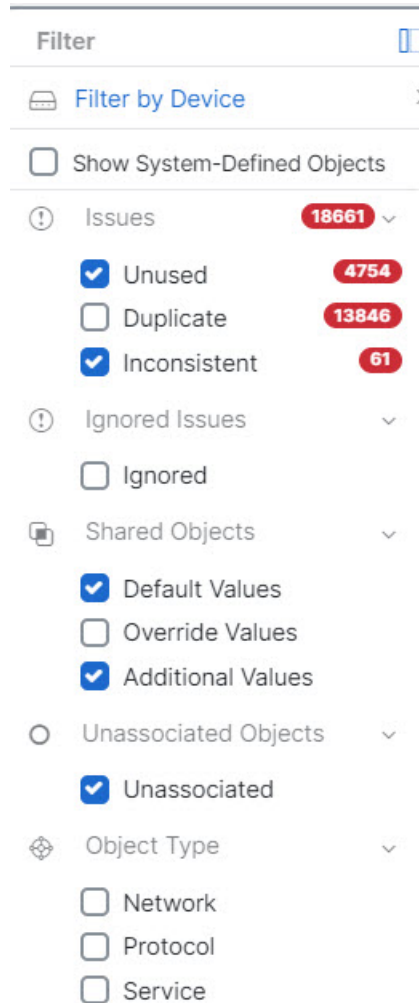 Filter
Filter by Device
Show System-Defined Objects
Issues 18661
Unused 4754
Duplicate 13846
Inconsistent 61
Ignored Issues
Ignored
Shared Objects
Default Values
Override Values
Additional Values
Unassociated Objects
Unassociated
Object Type
Network
Protocol
Service